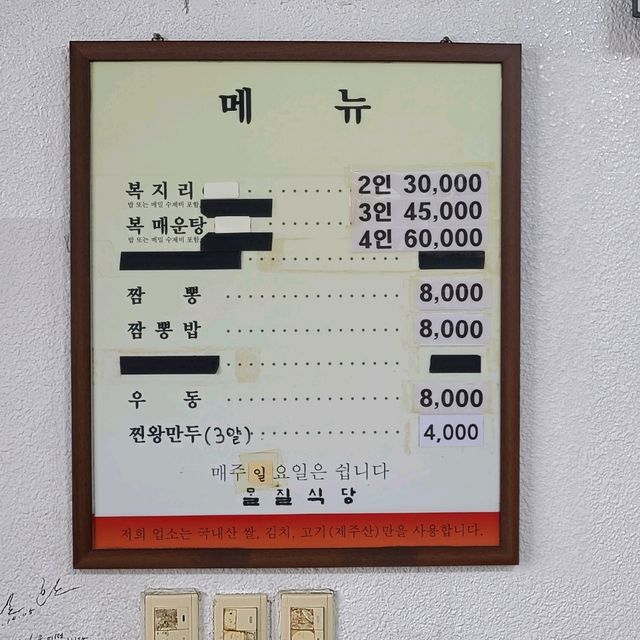 메 뉴
복 지 리 2인 30,000
밥 또는 메밀 수제비 포함
3인 45,000
복 매운탕
4인 60,000
밥 또는 메밀 수제비 포함
짬 뽕 8,000
짬 뽕 밥 8,000
우 동 8,000
찐왕만두(3알) 4,000
매주 일 요일은 쉽니다
물 질 식 당
저희 업소는 국내산 쌀, 김치, 고기(제주산)만을 사용합니다.